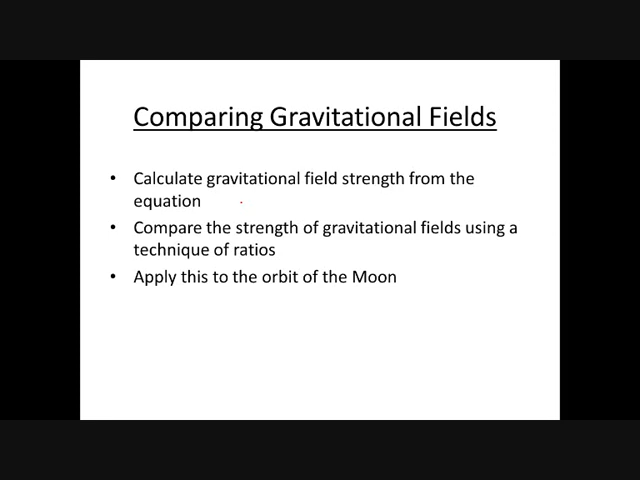 Comparing Gravitational Fields
• Calculate gravitational field strength from the
equation
• Compare the strength of gravitational fields using a
technique of ratios
• Apply this to the orbit of the Moon